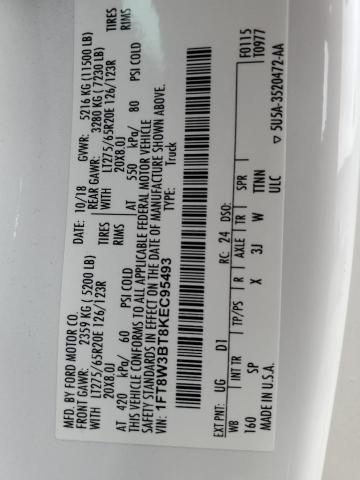 MFD. BY FORD MOTOR CO.
DATE: 10/18 GVWR: 5216 KG (11500 LB)
FRONT GAWR: 2359 KG (5200 LB) REAR GAWR: 3280 KG (7230 LB)
WITH LT275/65R20E 126/123R TIRES WITH LT275/65R20E 126/123R TIRES
20X8.0J RIMS 20X8.0J RIMS
AT 420 kPa/ 60 PSI COLD AT 550 kPa/ 80 PSI COLD
THIS VEHICLE CONFORMS TO ALL APPLICABLE FEDERAL MOTOR VEHICLE
SAFETY STANDARDS IN EFFECT ON THE DATE OF MANUFACTURE SHOWN ABOVE.
VIN: 1FT8W3BT8KEC95493 TYPE: Truck
F0115
T0977
EXT PNT: UG D1 RC: 24 DSO:
WB INT TR TP/PS R AXLE TR SPR
160 SP X 3J W TTNN
MADE IN U.S.A. ULC
▽ 5U5A-3520472-AA